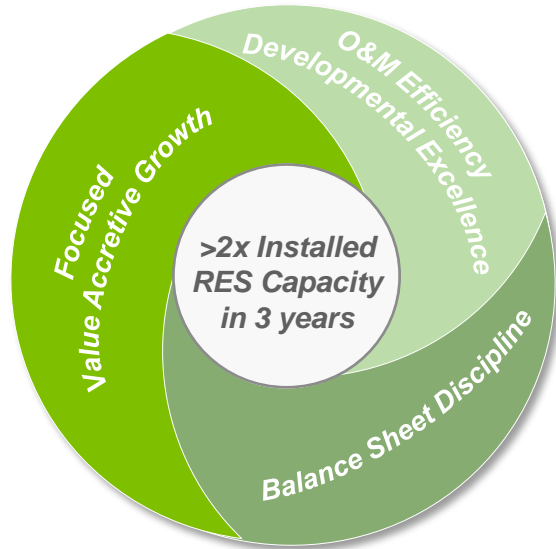 Focused
Value Accretive Growth
O&M Efficiency
Developmental Excellence
>2x Installed
RES Capacity
in 3 years
Balance Sheet Discipline